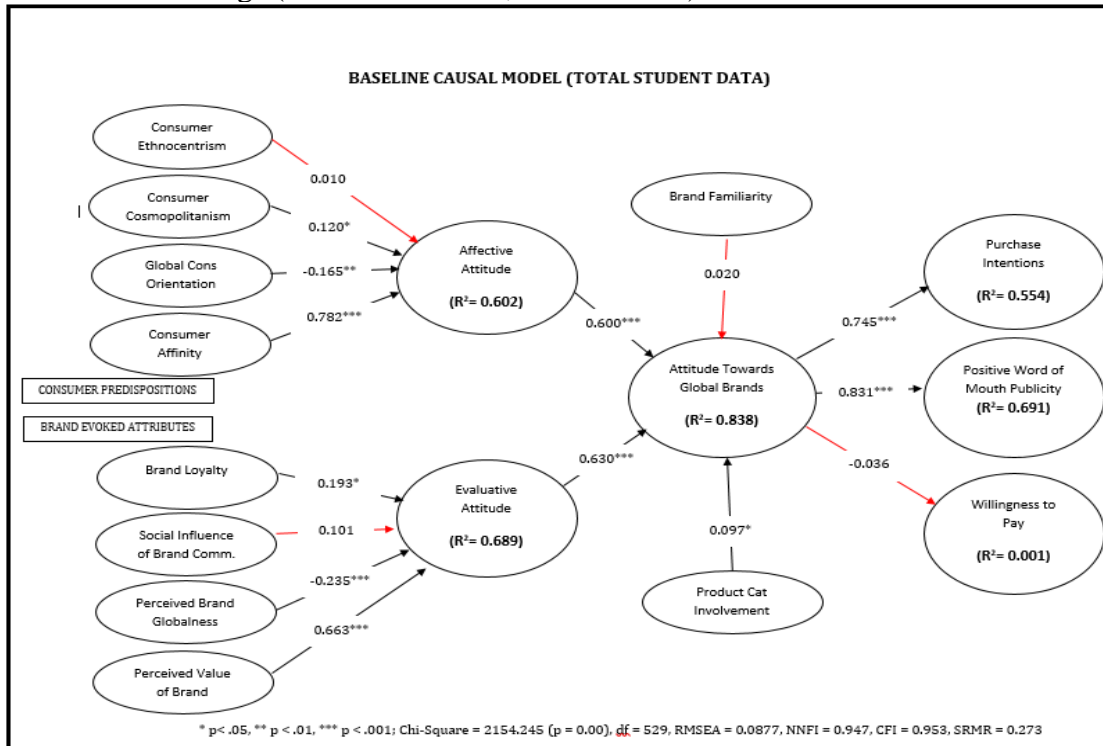 BASELINE CAUSAL MODEL (TOTAL STUDENT DATA)
Consumer
Ethnocentrism
0.010
Consumer
Cosmopolitanism
0.120*
Global Cons
Orientation
-0.165**
Consumer
Affinity
0.782***
Affective
Attitude
(R²= 0.602)
0.600***
CONSUMER PREDISPOSITIONS
BRAND EVOKED ATTRIBUTES
Brand Loyalty
0.193*
Social Influence
of Brand Comm.
0.101
Perceived Brand
Globalness
-0.235***
Perceived Value
of Brand
0.663***
Evaluative
Attitude
(R²= 0.689)
0.630***
Brand Familiarity
0.020
Attitude Towards
Global Brands
(R²= 0.838)
0.097*
Product Cat
Involvement
0.745***
Purchase
Intentions
(R²= 0.554)
0.831***
Positive Word of
Mouth Publicity
(R²= 0.691)
-0.036
Willingness to
Pay
(R²= 0.001)
* p< .05, ** p < .01, *** p < .001; Chi-Square = 2154.245 (p = 0.00), df = 529, RMSEA = 0.0877, NNFI = 0.947, CFI = 0.953, SRMR = 0.273